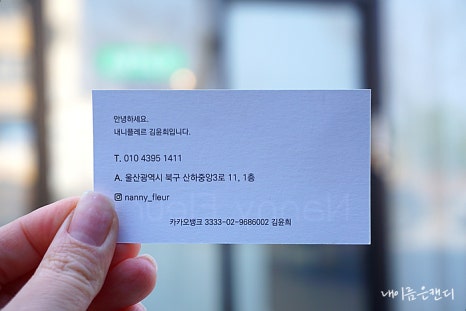 안녕하세요.
내니플레르 김윤희입니다.
T. 010 4395 1411
A. 울산광역시 북구 산하중앙3로 11, 1층
nanny_fleur
카카오뱅크 3333-02-9686002 김윤희
내이름은캔디